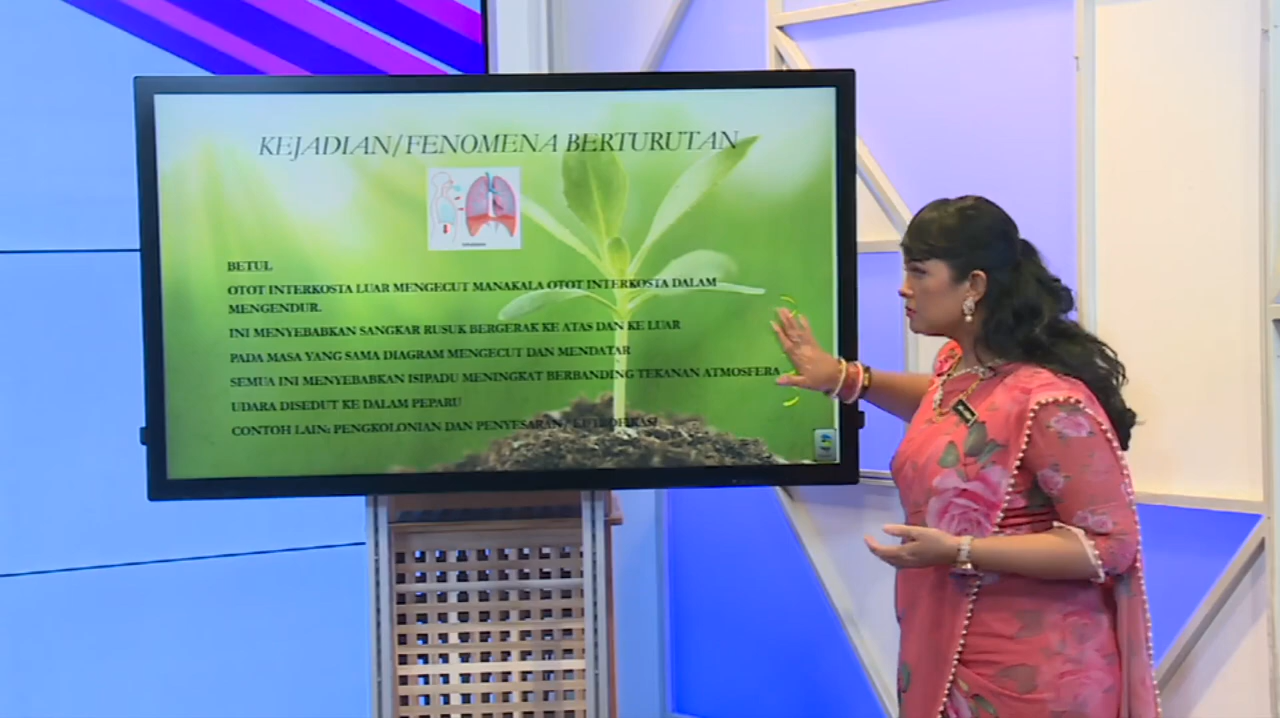 KEJADIAN/FENOMENA BERTURUTAN
BETUL
OTOT INTERKOSTA LUAR MENGECUT MANAKALA OTOT INTERKOSTA DALAM
MENGENDUR.
INI MENYEBABKAN SANGKAR RUSUK BERGERAK KE ATAS DAN KE LUAR
PADA MASA YANG SAMA DIAGRAM MENGECUT DAN MENDATAR
SEMUA INI MENYEBABKAN ISIPADU MENINGKAT BERBANDING TEKANAN ATMOSFERA
UDARA DISEDUT KE DALAM PEPARU
CONTOH LAIN: PENGKOLONIAN DAN PENYESARAN/ EUTROFIKASI